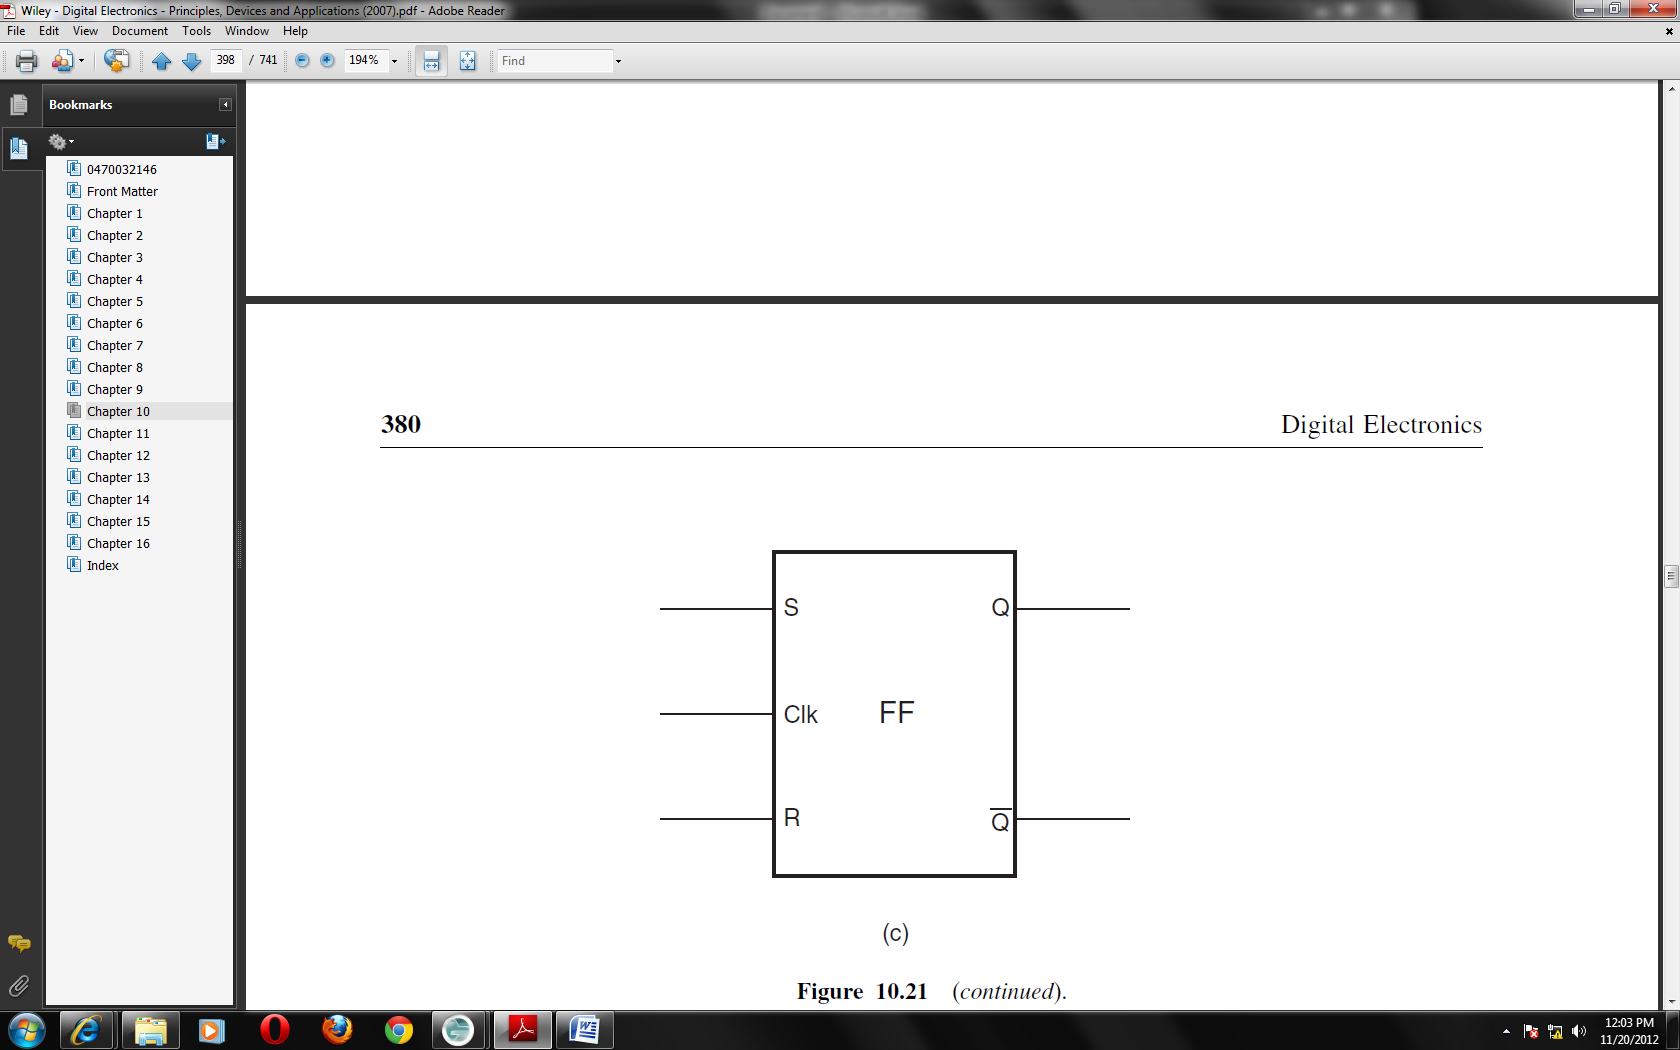 Wiley - Digital Electronics - Principles, Devices and Applications (2007).pdf - Adobe Reader
File Edit View Document Tools Window Help
398 / 741 194% Find
Bookmarks
0470032146
Front Matter
Chapter 1
Chapter 2
Chapter 3
Chapter 4
Chapter 5
Chapter 6
Chapter 7
Chapter 8
Chapter 9
Chapter 10
Chapter 11
Chapter 12
Chapter 13
Chapter 14
Chapter 15
Chapter 16
Index
380 Digital Electronics
S Q
Clk FF
R Q̅
(c)
Figure 10.21 (continued).
12:03 PM
11/20/2012